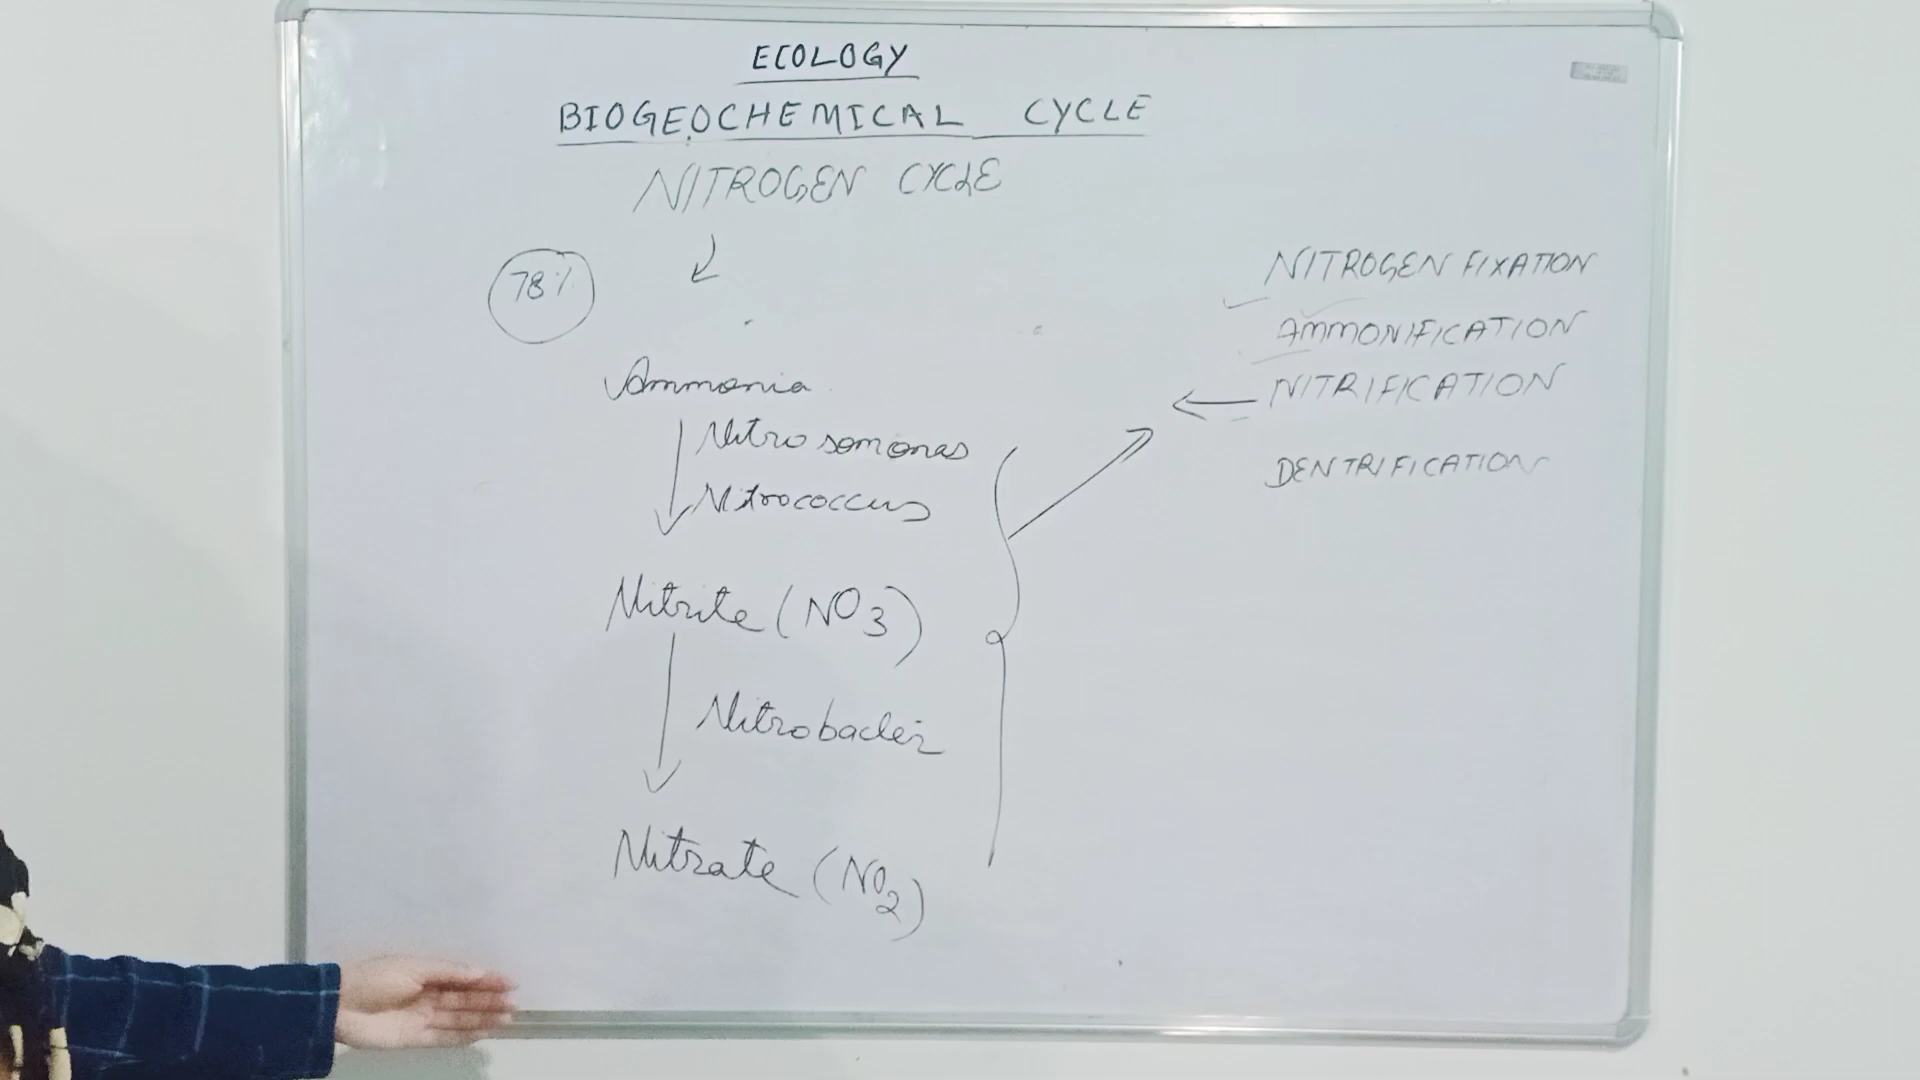 ECOLOGY
BIOGEOCHEMICAL CYCLE
NITROGEN CYCLE
78%
Ammonia
Nitrosomonas
Nitrococcus
Nitrite (NO3)
Nitrobacter
Nitrate (NO2)
NITROGEN FIXATION
AMMONIFICATION
NITRIFICATION
DENTRIFICATION